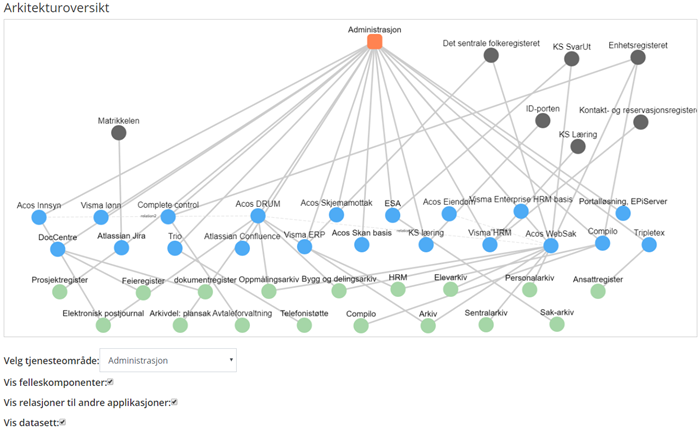 Arkitekturoversikt
Administrasjon
Det sentrale folkeregisteret
KS SvarUt
Enhetsregisteret
ID-porten
Kontakt- og reservasjonsregistere
Matrikkelen
KS Læring
Acos Innsyn
Visma lønn
Complete control
Acos DRUM
Acos Skjemamottak
ESA
Acos Eiendom
Visma Enterprise HRM basis
Portalløsning, EPiServer
DocCentre
Atlassian Jira
Trio
Atlassian Confluence
Visma ERP
Acos Skan basis
KS læring
Visma HRM
Acos WebSak
Compilo
Tripletex
Prosjektregister
Feieregister
dokumentregister
Oppmålingsarkiv
Bygg og delingsarkiv
HRM
Elevarkiv
Personalarkiv
Ansattregister
Elektronisk postjournal
Arkivdel: plansak
Avtaleforvaltning
Telefonistøtte
Compilo
Arkiv
Sentralarkiv
Sak-arkiv
Velg tjenesteområde: Administrasjon
Vis felleskomponenter:
Vis relasjoner til andre applikasjoner:
Vis datasett: